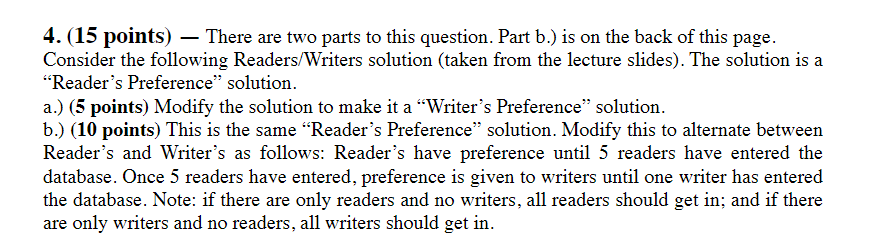 4. (15 points) — There are two parts to this question. Part b.) is on the back of this page.
Consider the following Readers/Writers solution (taken from the lecture slides). The solution is a
“Reader’s Preference” solution.
a.) (5 points) Modify the solution to make it a “Writer’s Preference” solution.
b.) (10 points) This is the same “Reader’s Preference” solution. Modify this to alternate between
Reader’s and Writer’s as follows: Reader’s have preference until 5 readers have entered the
database. Once 5 readers have entered, preference is given to writers until one writer has entered
the database. Note: if there are only readers and no writers, all readers should get in; and if there
are only writers and no readers, all writers should get in.